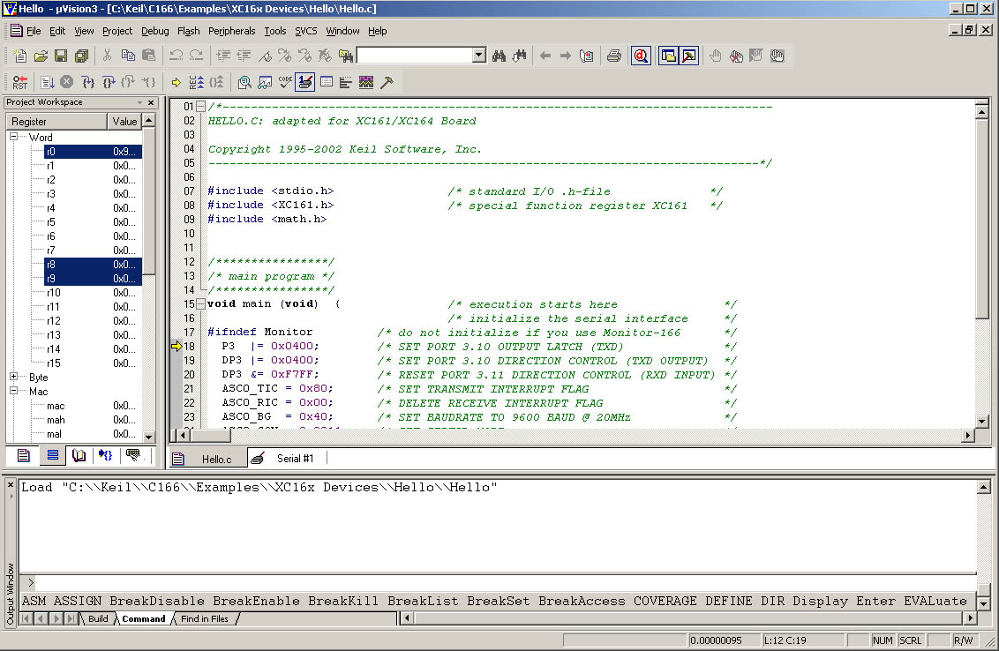 Hello - µVision3 - [C:\Keil\C166\Examples\XC16x Devices\Hello\Hello.c]
File Edit View Project Debug Flash Peripherals Tools SVCS Window Help
RST
REC
CODE
Project Workspace
Register Value
Word
r0 0x9...
r1 0x0...
r2 0x0...
r3 0x0...
r4 0x0...
r5 0x0...
r6 0x0...
r7 0x0...
r8 0x0...
r9 0x0...
r10 0x0...
r11 0x0...
r12 0x0...
r13 0x0...
r14 0x0...
r15 0x0...
Byte
Mac
mac 0x0...
mah 0x0...
mal 0x0...
01 /*------------------------------------------------------------------------------
02 HELLO.C: adapted for XC161/XC164 Board
03
04 Copyright 1995-2002 Keil Software, Inc.
05 ------------------------------------------------------------------------------*/
06
07 #include <stdio.h> /* standard I/O .h-file */
08 #include <XC161.h> /* special function register XC161 */
09 #include <math.h>
10
11
12 /****************/
13 /* main program */
14 /****************/
15 void main (void) { /* execution starts here */
16 /* initialize the serial interface */
17 #ifndef Monitor /* do not initialize if you use Monitor-166 */
18 P3 |= 0x0400; /* SET PORT 3.10 OUTPUT LATCH (TXD) */
19 DP3 |= 0x0400; /* SET PORT 3.10 DIRECTION CONTROL (TXD OUTPUT) */
20 DP3 &= 0xF7FF; /* RESET PORT 3.11 DIRECTION CONTROL (RXD INPUT) */
21 ASC0_TIC = 0x80; /* SET TRANSMIT INTERRUPT FLAG */
22 ASC0_RIC = 0x00; /* DELETE RECEIVE INTERRUPT FLAG */
23 ASC0_BG = 0x40; /* SET BAUDRATE TO 9600 BAUD @ 20MHz */
Hello.c Serial #1
Load "C:\\Keil\\C166\\Examples\\XC16x Devices\\Hello\\Hello"
>
ASM ASSIGN BreakDisable BreakEnable BreakKill BreakList BreakSet BreakAccess COVERAGE DEFINE DIR Display Enter EVALuate
Output Window
Build Command Find in Files
0.00000095 L:12 C:19 NUM SCRL R/W